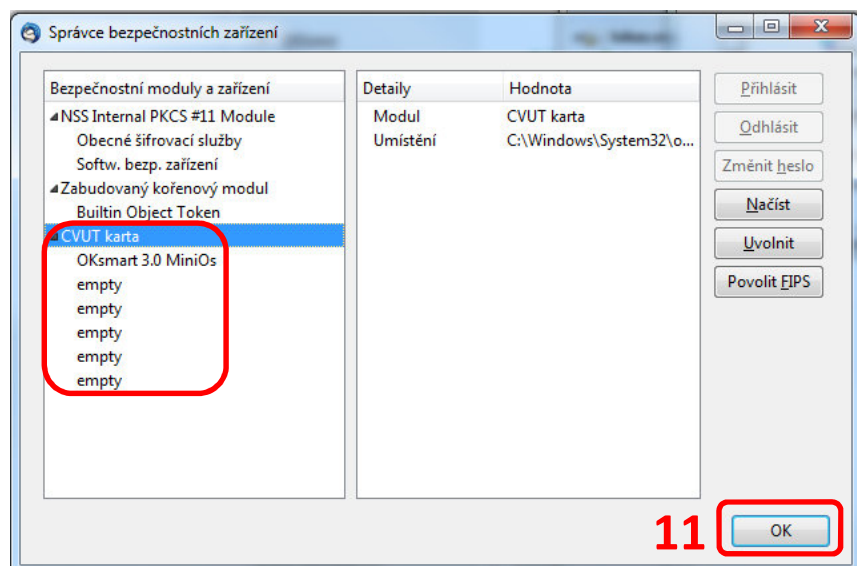 Správce bezpečnostních zařízení
Bezpečnostní moduly a zařízení
NSS Internal PKCS #11 Module
Obecné šifrovací služby
Softw. bezp. zařízení
Zabudovaný kořenový modul
Builtin Object Token
CVUT karta
OKsmart 3.0 MiniOs
empty
empty
empty
empty
empty
Detaily Hodnota
Modul CVUT karta
Umístění C:\Windows\System32\o...
Přihlásit
Odhlásit
Změnit heslo
Načíst
Uvolnit
Povolit FIPS
11 OK